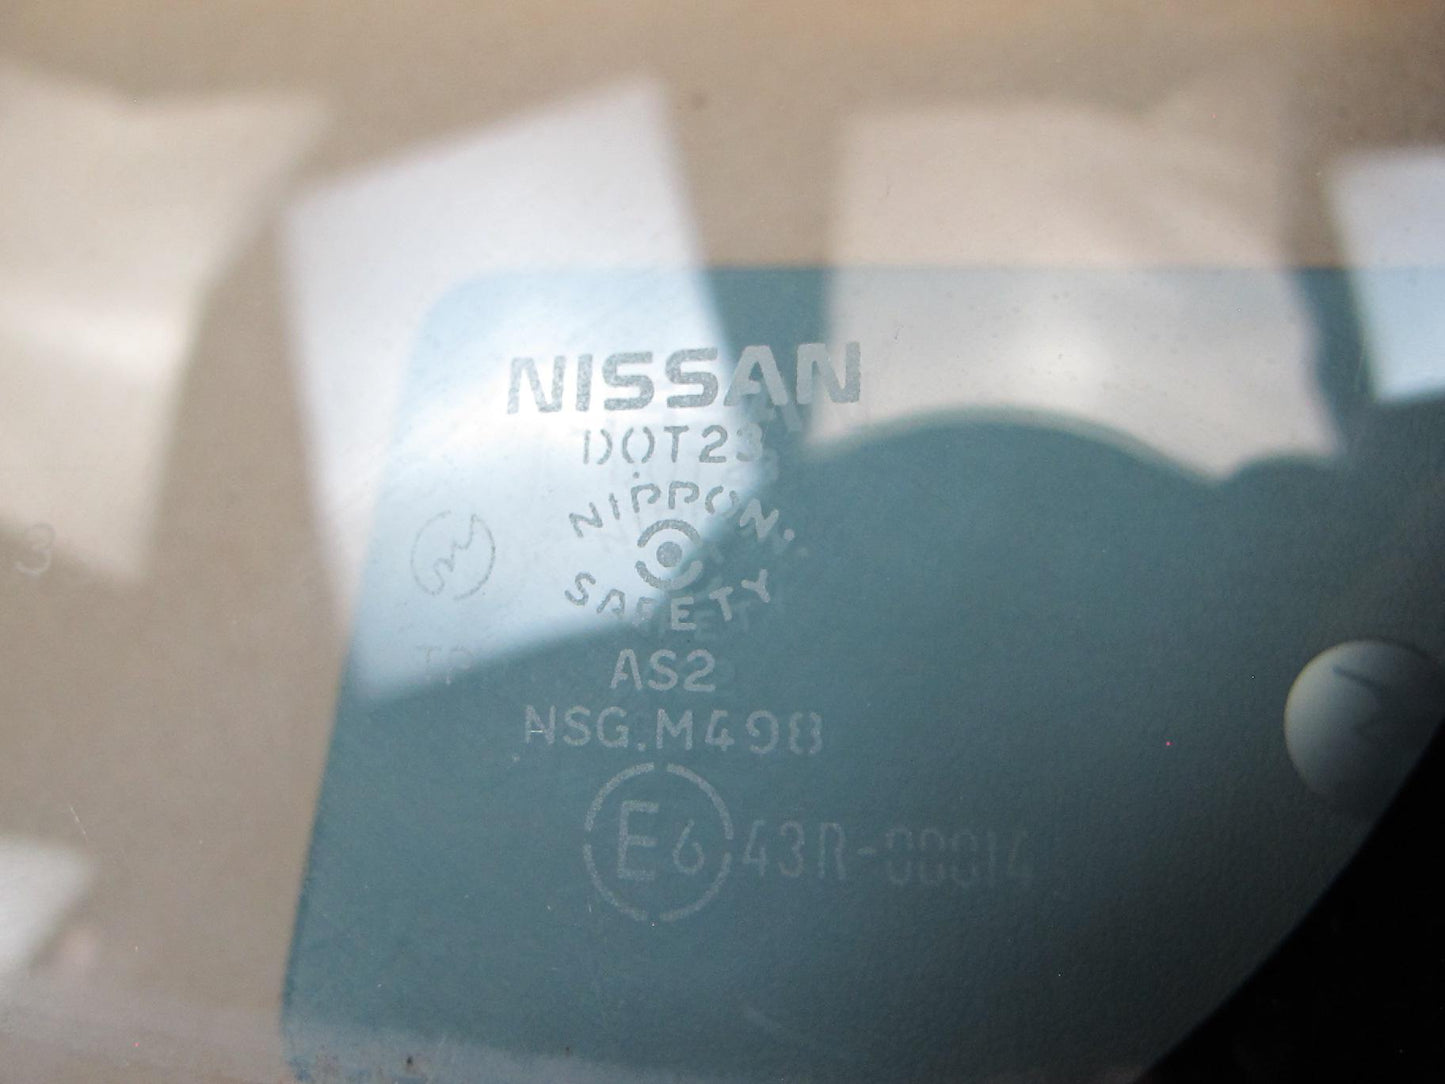 NISSAN
DOT23
NIPPON.
SAFETY
AS2
NSG.M498
E6 43R-00014